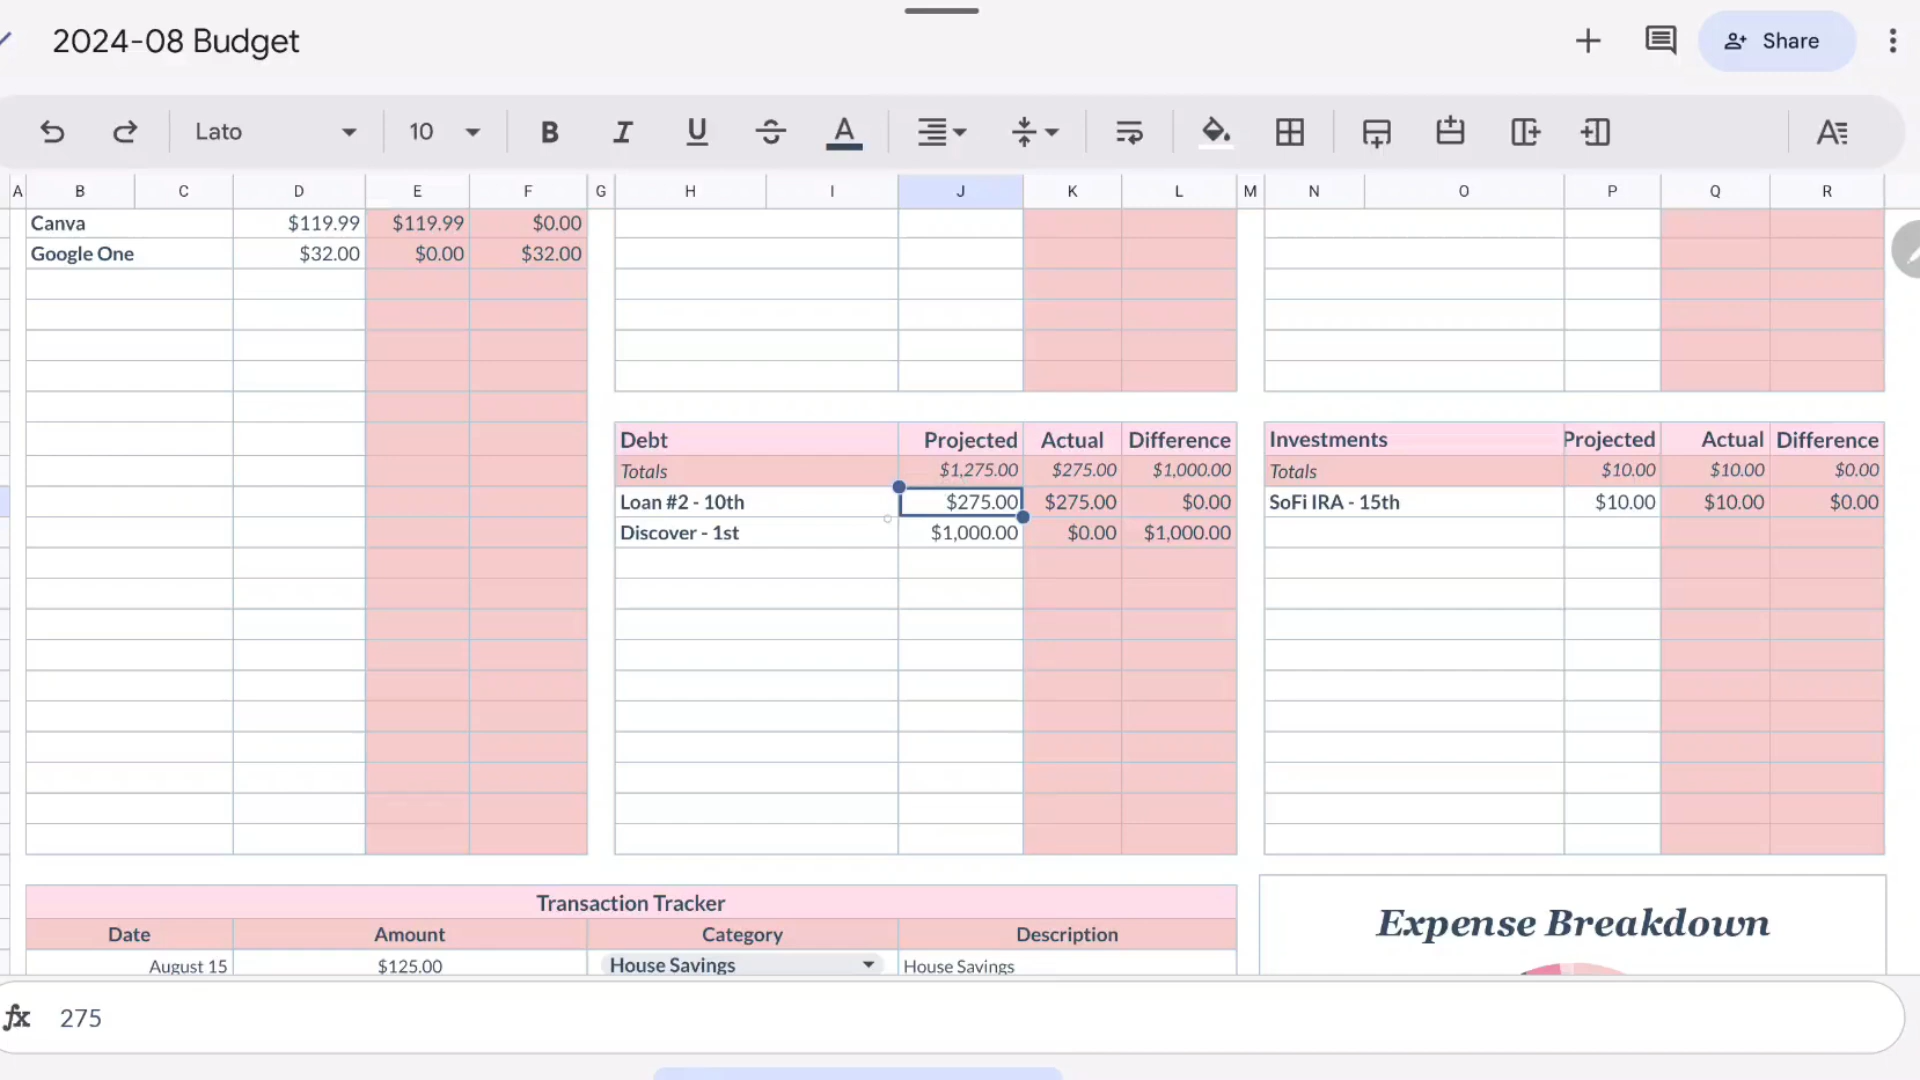 2024-08 Budget
Share
Lato 10 B I U S A
A B C D E F G H I J K L M N O P Q R
Canva $119.99 $119.99 $0.00
Google One $32.00 $0.00 $32.00
Debt Projected Actual Difference Investments Projected Actual Difference
Totals $1,275.00 $275.00 $1,000.00 Totals $10.00 $10.00 $0.00
Loan #2 - 10th $275.00 $275.00 $0.00 SoFi IRA - 15th $10.00 $10.00 $0.00
Discover - 1st $1,000.00 $0.00 $1,000.00
Transaction Tracker
Expense Breakdown
Date Amount Category Description
August 15 $125.00 House Savings House Savings
fx 275